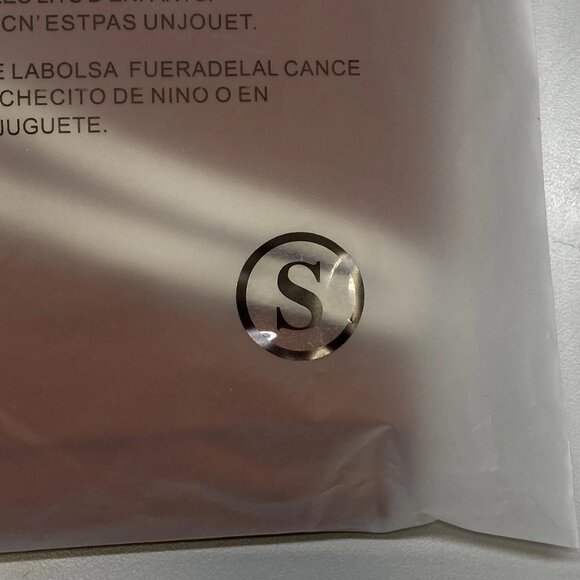 CN'ESTPAS UNJOUET.
E LABOLSA FUERADELAL CANCE
CHECITO DE NINO O EN
JUGUETE.
S